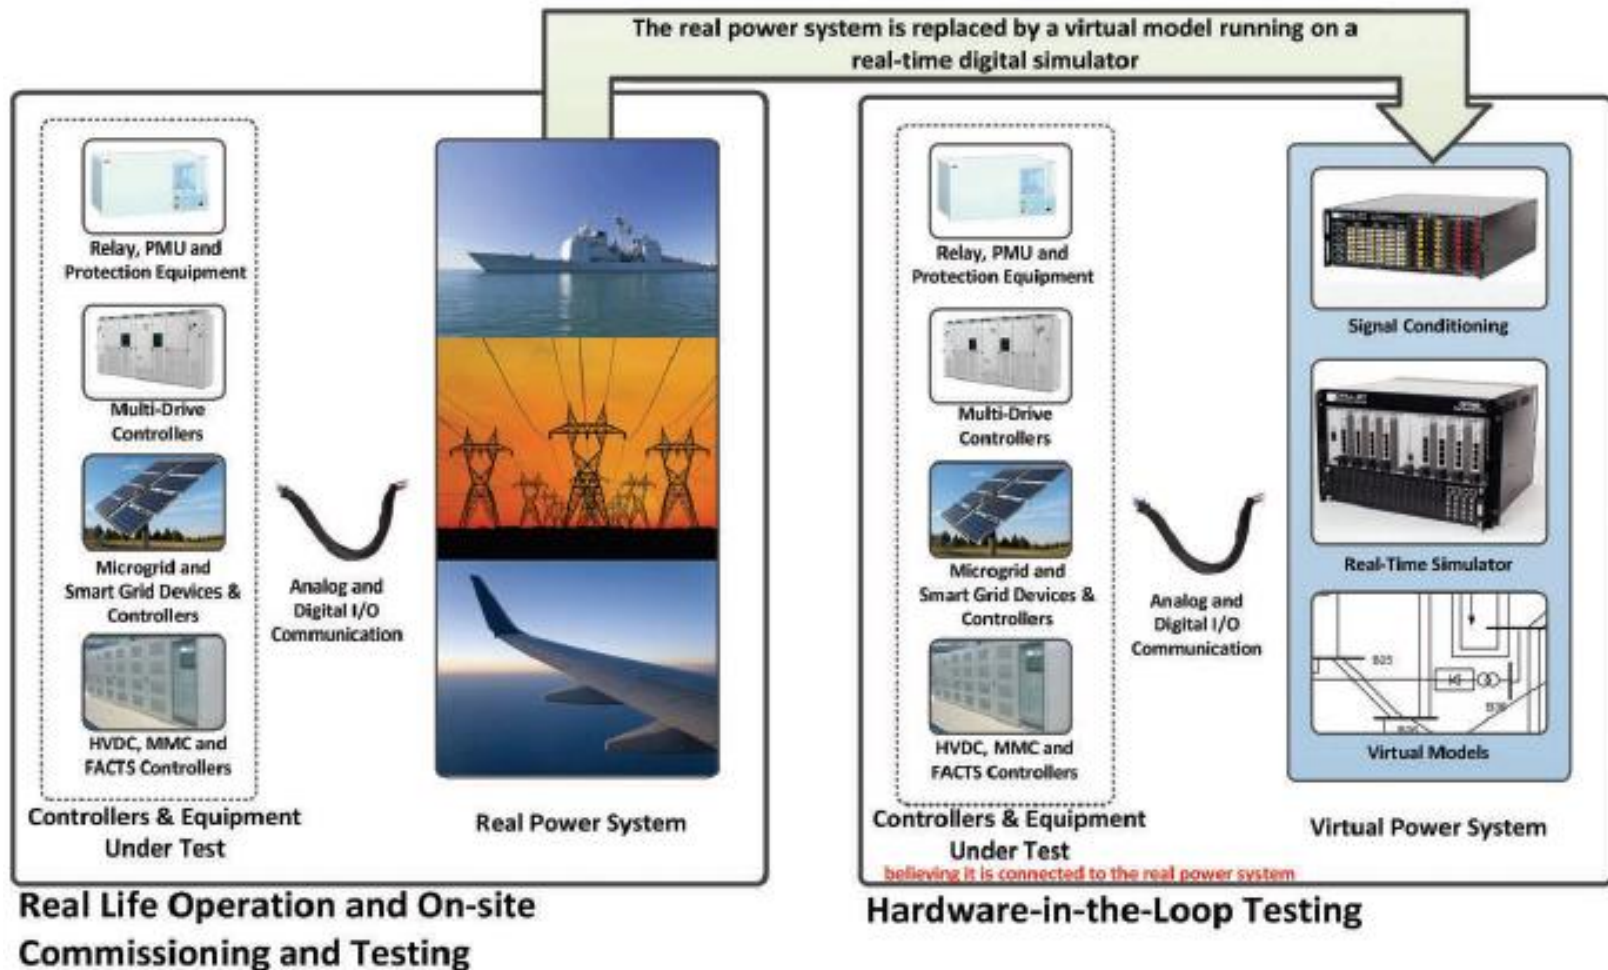 The real power system is replaced by a virtual model running on a
real-time digital simulator
Relay, PMU and
Protection Equipment
Multi-Drive
Controllers
Microgrid and
Smart Grid Devices &
Controllers
HVDC, MMC and
FACTS Controllers
Controllers & Equipment
Under Test
Analog and
Digital I/O
Communication
Real Power System
Real Life Operation and On-site
Commissioning and Testing
Relay, PMU and
Protection Equipment
Multi-Drive
Controllers
Microgrid and
Smart Grid Devices &
Controllers
HVDC, MMC and
FACTS Controllers
Controllers & Equipment
Under Test
believing it is connected to the real power system
Analog and
Digital I/O
Communication
Signal Conditioning
Real-Time Simulator
B25
Virtual Models
Virtual Power System
Hardware-in-the-Loop Testing